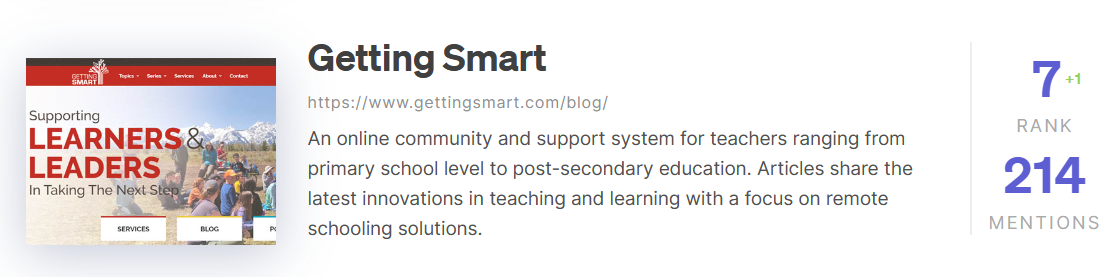 Getting Smart
https://www.gettingsmart.com/blog/
An online community and support system for teachers ranging from
primary school level to post-secondary education. Articles share the
latest innovations in teaching and learning with a focus on remote
schooling solutions.
7 +1
RANK
214
MENTIONS
GETTING
SMART
Topics Series Services About Contact
Supporting
LEARNERS &
LEADERS
In Taking The Next Step
SERVICES BLOG